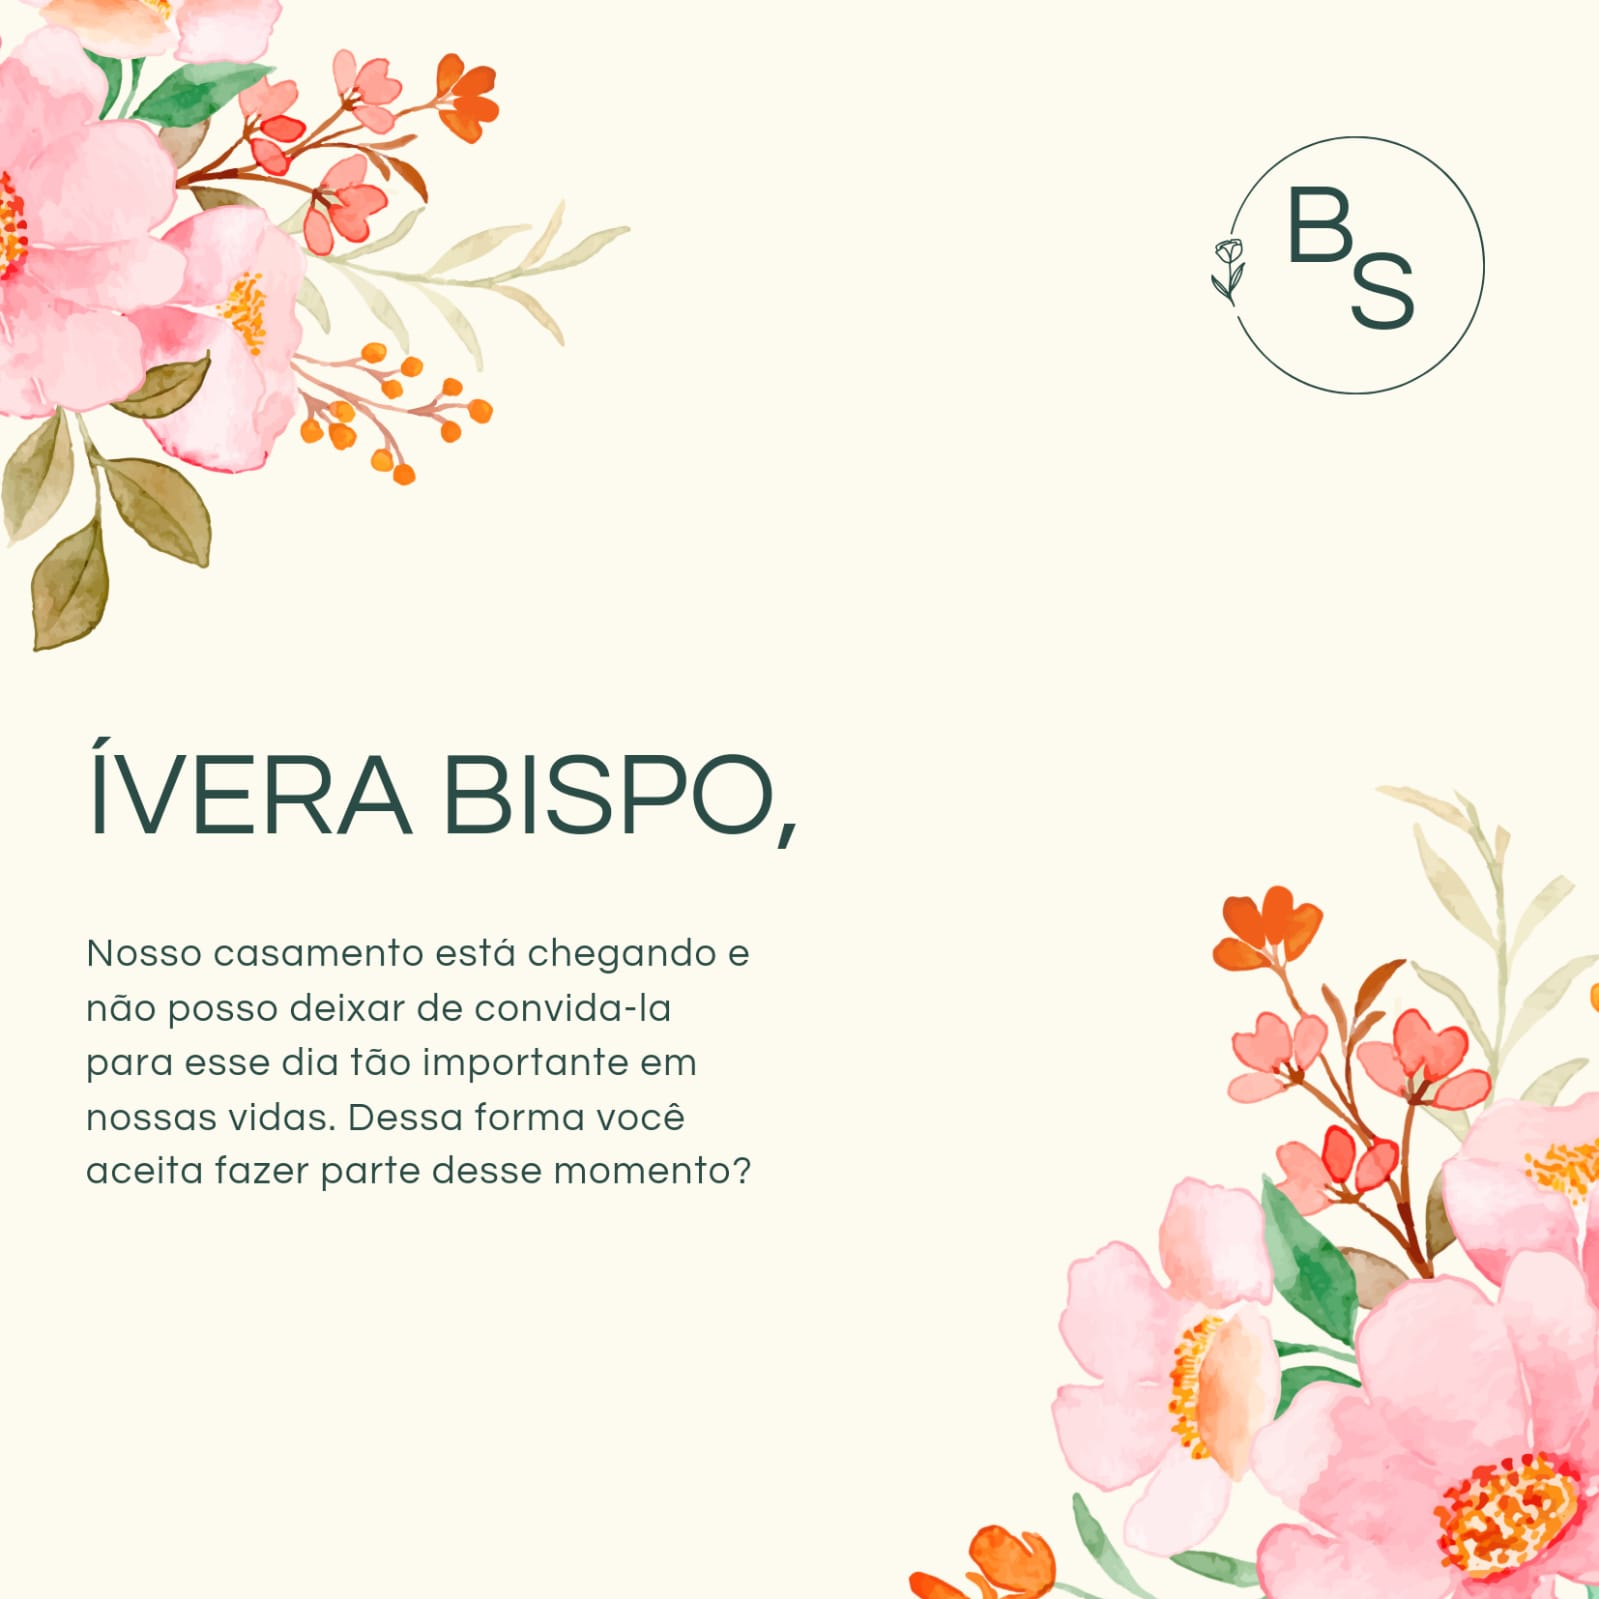 B
S
ÍVERA BISPO,
Nosso casamento está chegando e
não posso deixar de convida-la
para esse dia tão importante em
nossas vidas. Dessa forma você
aceita fazer parte desse momento?